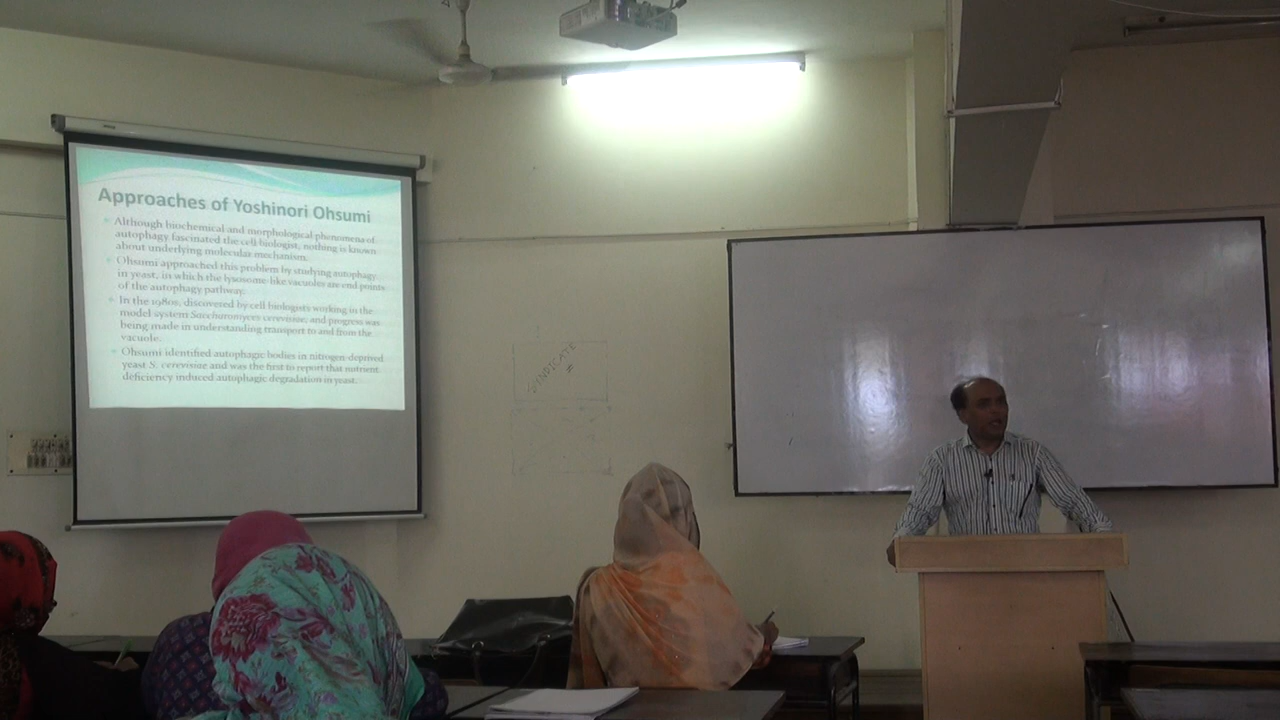 Approaches of Yoshinori Ohsumi
Although biochemical and morphological phenomena of
autophagy fascinated the cell biologist, nothing is known
about underlying molecular mechanism.
Ohsumi approached this problem by studying autophagy
in yeast, in which the lysosome-like vacuoles are end points
of the autophagy pathway.
In the 1980s, discovered by cell biologists working in the
model system Saccharomyces cerevisiae, and progress was
being made in understanding transport to and from the
vacuole.
Ohsumi identified autophagic bodies in nitrogen-deprived
yeast S. cerevisiae and was the first to report that nutrient
deficiency induced autophagic degradation in yeast.
SINDICATE
#